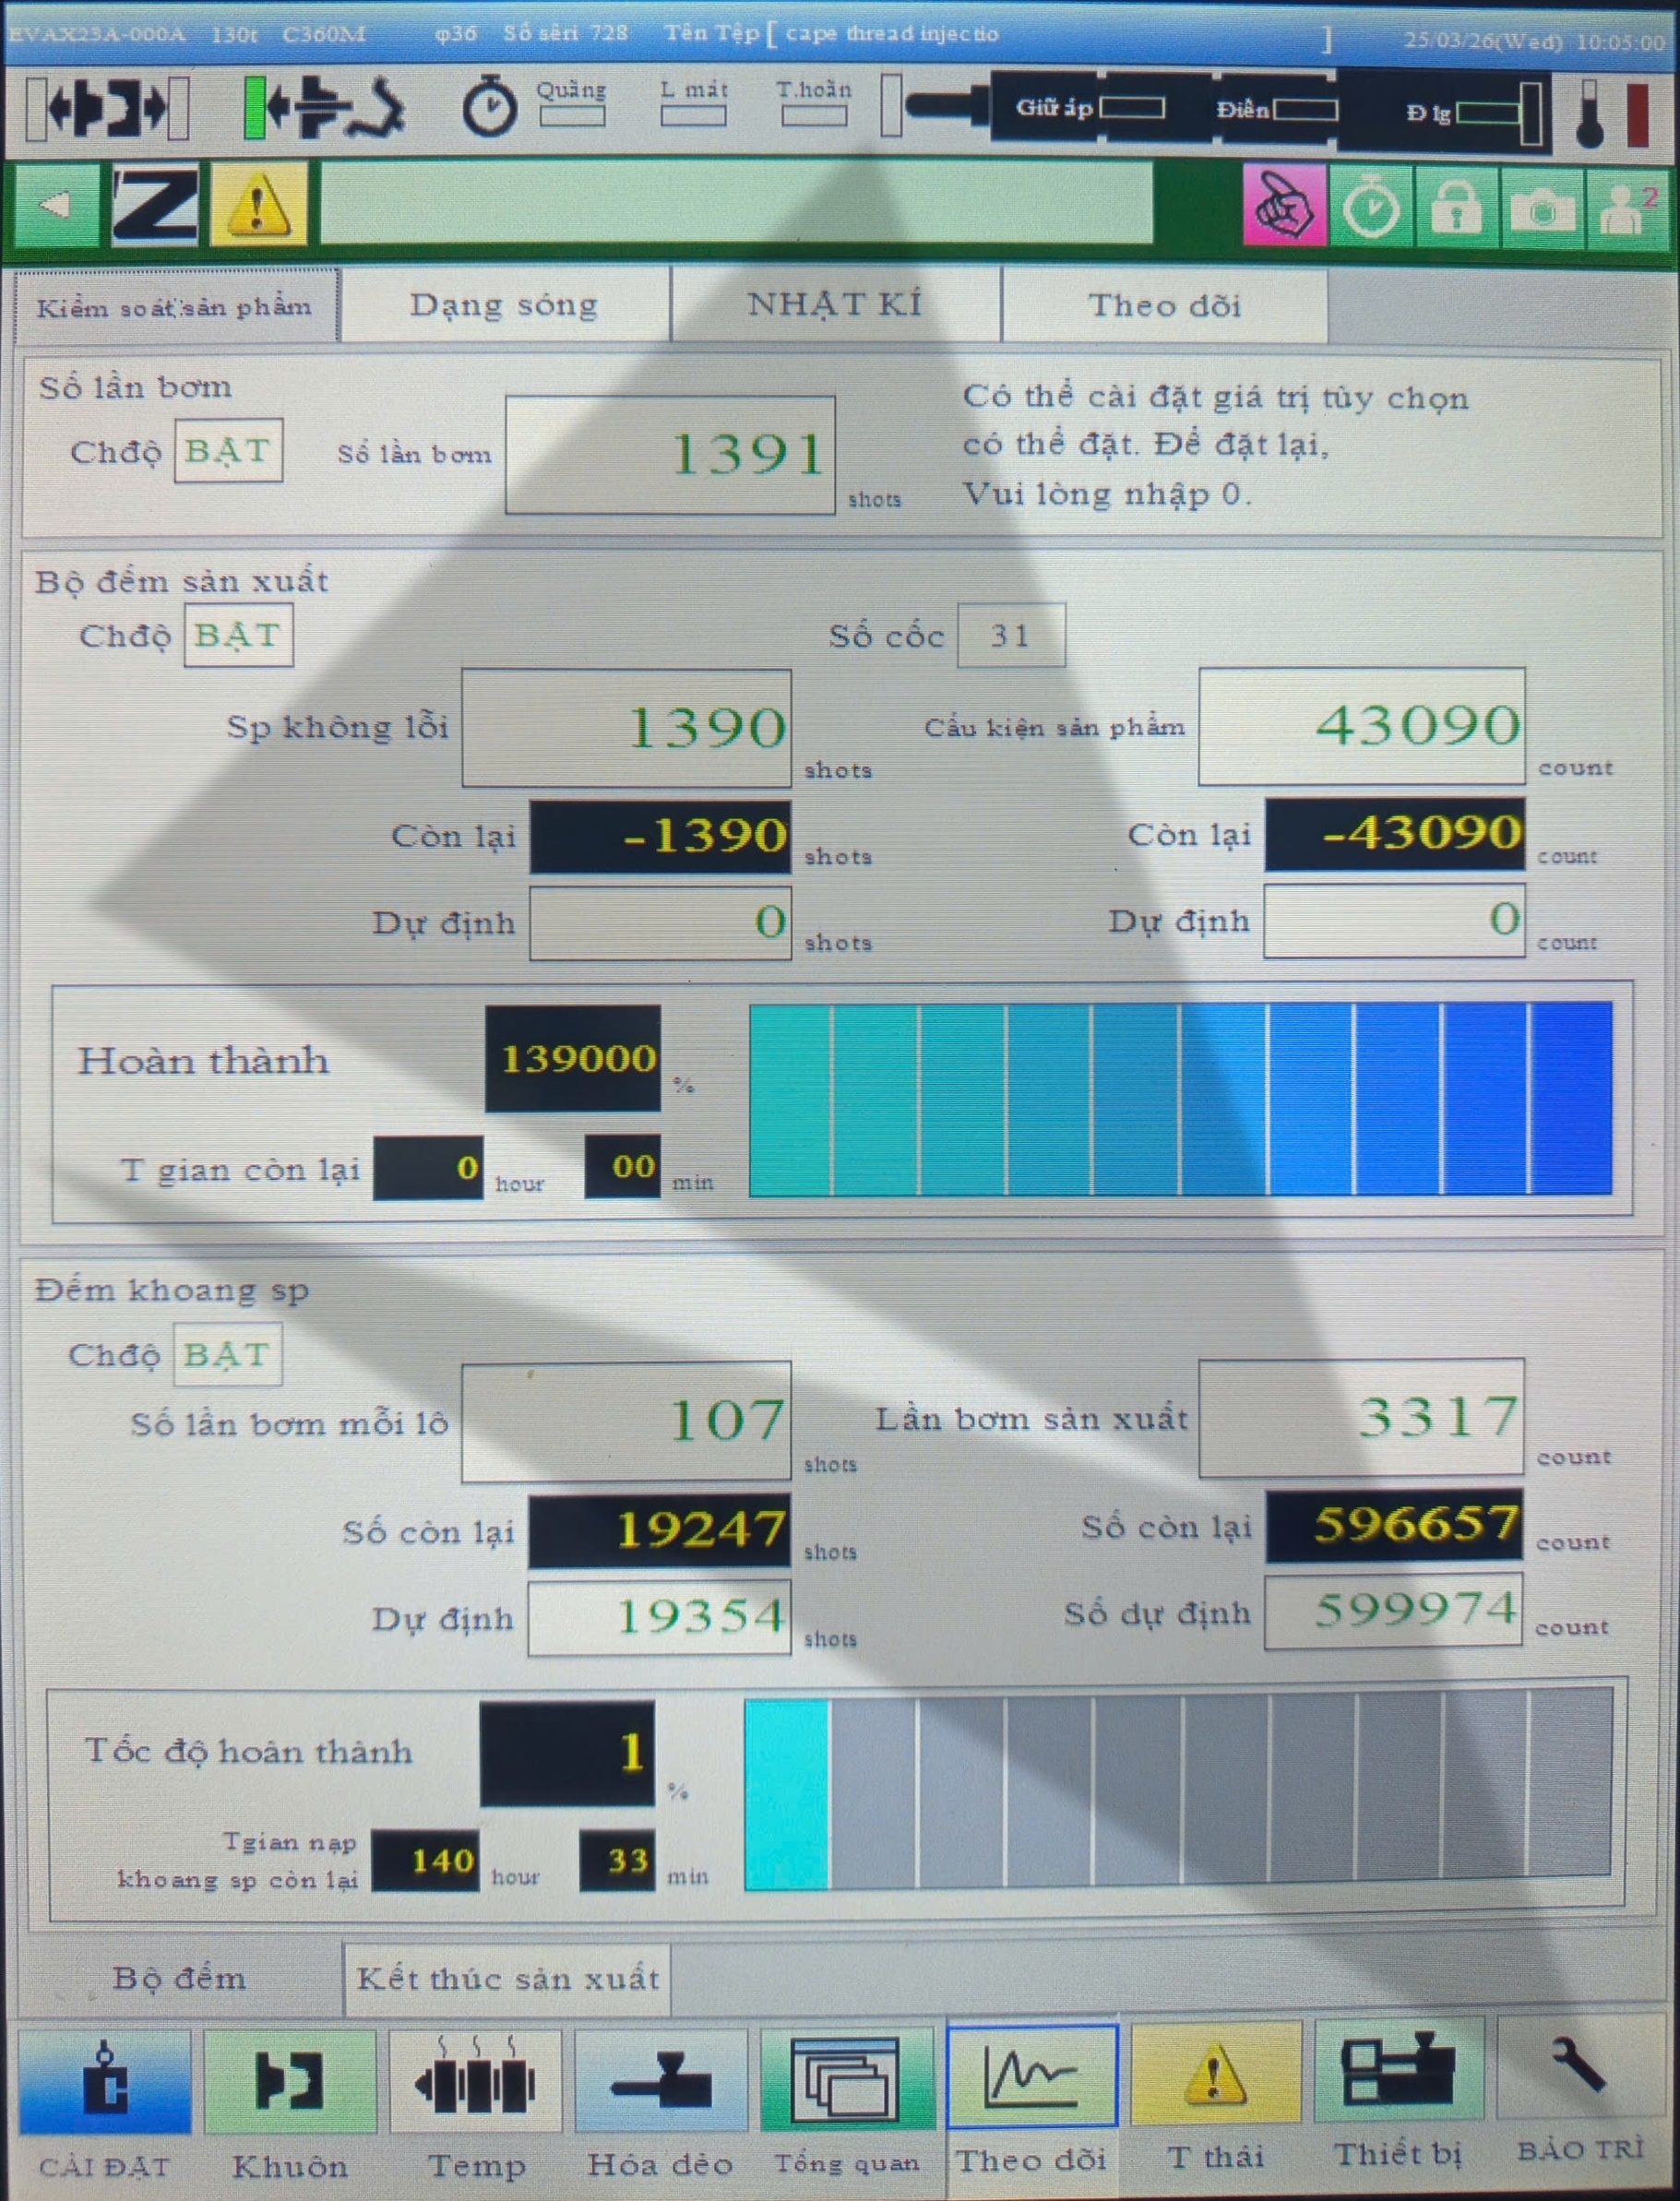 EVAX23A-000A 130t C360M φ36 Số sêri 728 Tên Tệp [ cape thread injectio ] 25/03/26(Wed) 10:05:00
Quãng L mát T.hoãn Giữ áp Điền Đ lg
2
Kiểm soát sản phẩm Dạng sóng NHẬT KÍ Theo dõi
Số lần bơm
Chđộ BẬT Số lần bơm 1391 shots
Có thể cài đặt giá trị tùy chọn
có thể đặt. Để đặt lại,
Vui lòng nhập 0.
Bộ đếm sản xuất
Chđộ BẬT Số cốc 31
Sp không lỗi 1390 shots Cấu kiện sản phẩm 43090 count
Còn lại -1390 shots Còn lại -43090 count
Dự định 0 shots Dự định 0 count
Hoàn thành 139000 %
T gian còn lại 0 hour 00 min
Đếm khoang sp
Chđộ BẬT
Số lần bơm mỗi lô 107 shots Lần bơm sản xuất 3317 count
Số còn lại 19247 shots Số còn lại 596657 count
Dự định 19354 shots Số dự định 599974 count
Tốc độ hoàn thành 1 %
Tgian nạp
khoang sp còn lại 140 hour 33 min
Bộ đếm Kết thúc sản xuất
CÀI ĐẶT Khuôn Temp Hóa dẻo Tổng quan Theo dõi T thái Thiết bị BẢO TRÌ